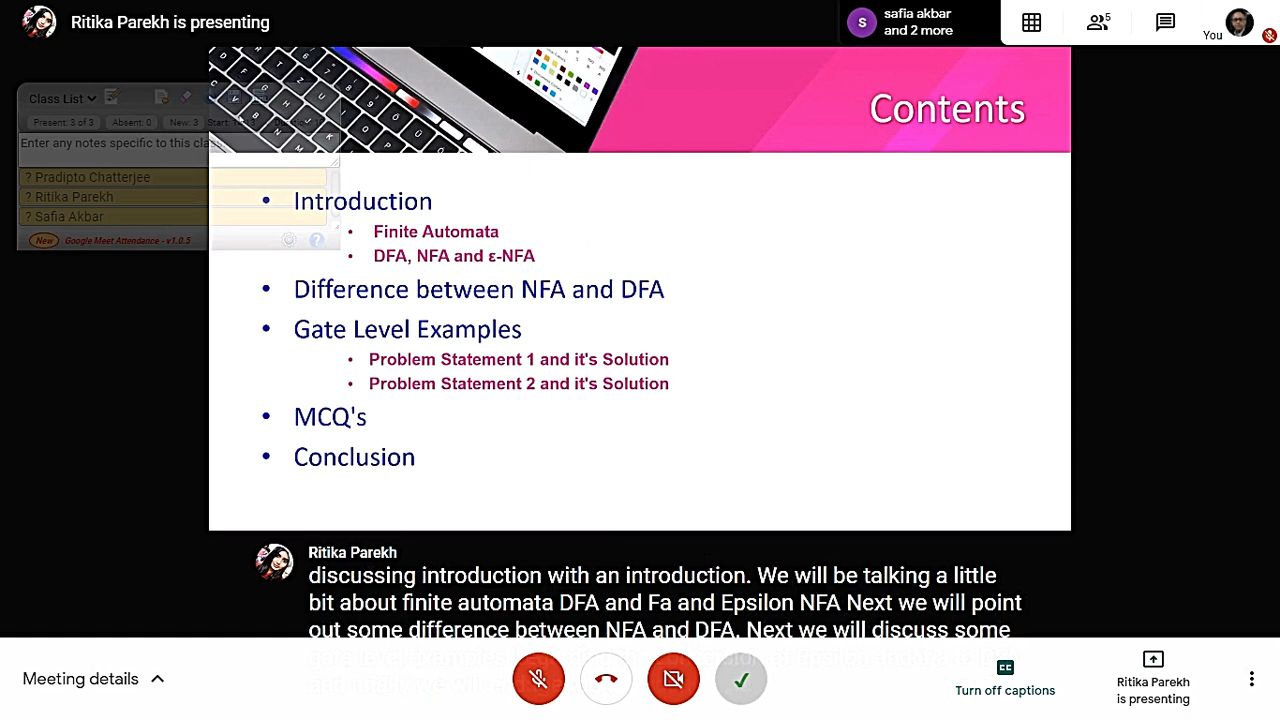 Ritika Parekh is presenting
S
safia akbar
and 2 more
5
You
Contents
Class List
Present: 3 of 3 Absent: 0 New: 3
Enter any notes specific to this
? Pradipto Chatterjee
? Ritika Parekh
? Safia Akbar
New Google Meet Attendance - v1.0.5
• Introduction
• Finite Automata
• DFA, NFA and ε-NFA
• Difference between NFA and DFA
• Gate Level Examples
• Problem Statement 1 and it's Solution
• Problem Statement 2 and it's Solution
• MCQ's
• Conclusion
Ritika Parekh
discussing introduction with an introduction. We will be talking a little
bit about finite automata DFA and Fa and Epsilon NFA Next we will point
out some difference between NFA and DFA. Next we will discuss some
Meeting details
CC
Turn off captions
Ritika Parekh
is presenting